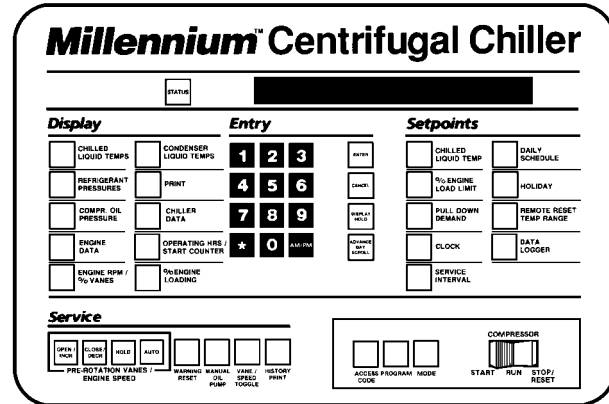 Millennium™ Centrifugal Chiller
STATUS
Display
CHILLED
LIQUID TEMPS
CONDENSER
LIQUID TEMPS
REFRIGERANT
PRESSURES
PRINT
COMPR. OIL
PRESSURE
CHILLER
DATA
ENGINE
DATA
OPERATING HRS /
START COUNTER
ENGINE RPM /
% VANES
%ENGINE
LOADING
Entry
1 2 3
4 5 6
7 8 9
* 0 AM/PM
ENTER
CANCEL
DISPLAY
HOLD
ADVANCE
DAY
SCROLL
Setpoints
CHILLED
LIQUID TEMP
DAILY
SCHEDULE
% ENGINE
LOAD LIMIT
HOLIDAY
PULL DOWN
DEMAND
REMOTE RESET
TEMP RANGE
CLOCK
DATA
LOGGER
SERVICE
INTERVAL
Service
OPEN /
INCR
CLOSE/
DECR
HOLD
AUTO
PRE-ROTATION VANES /
ENGINE SPEED
WARNING
RESET
MANUAL
OIL
PUMP
VANE /
SPEED
TOGGLE
HISTORY
PRINT
ACCESS
CODE
PROGRAM
MODE
COMPRESSOR
START RUN STOP/
RESET